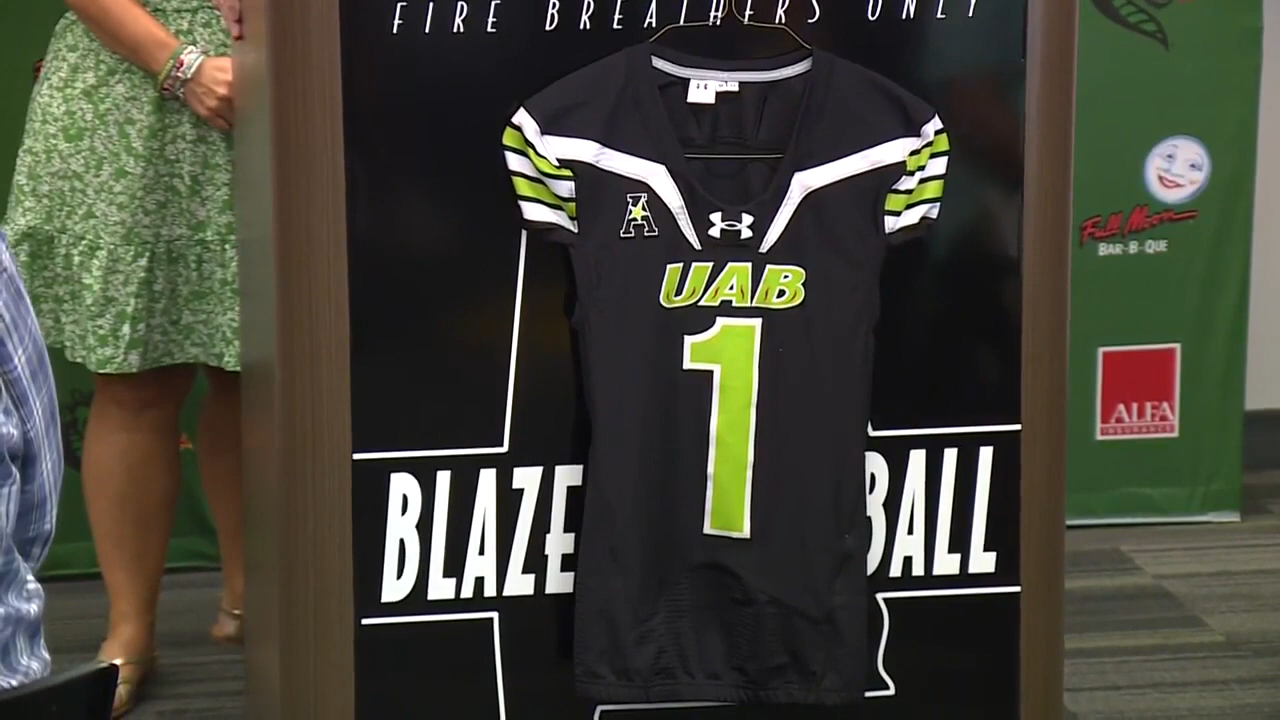 FIRE BREATHERS ONLY
A
UAB
1
BLAZE BALL
Full Moon
BAR-B-QUE
ALFA
INSURANCE